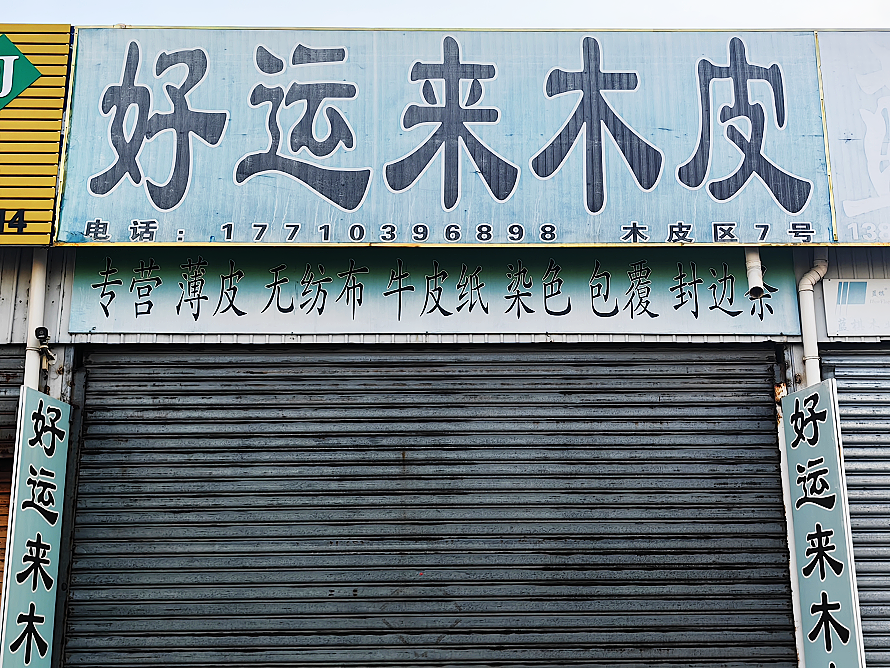 好运来木皮
电话：17710396898 木皮区7号
专营 薄皮 无纺布 牛皮纸 染色 包覆 封边条
好运来木
好运来木
14
J